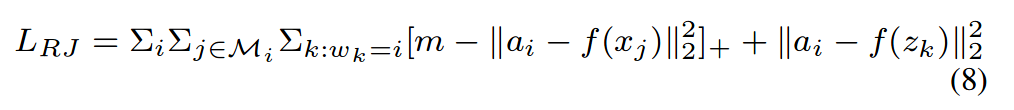 L_{RJ} = Σ_i Σ_{j∈ℳ_i} Σ_{k:w_k=i} [m − ‖a_i − f(x_j)‖_2^2]_+ + ‖a_i − f(z_k)‖_2^2
(8)